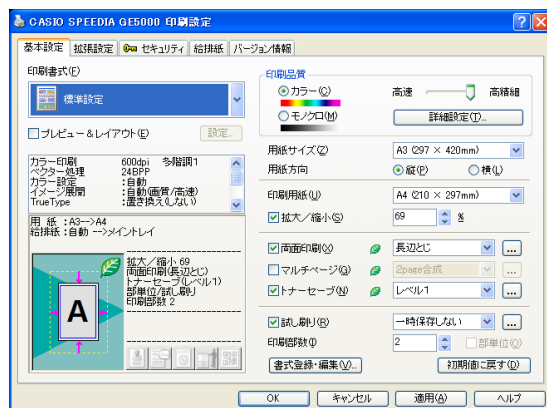 CASIO SPEEDIA GE5000 印刷設定
基本設定 拡張設定 セキュリティ 給排紙 バージョン情報
印刷書式(F)
標準設定
プレビュー&レイアウト(E) 設定...
カラー印刷 600dpi 多階調1
ベクター処理 24BPP
カラー設定 :自動
イメージ展開 :自動(画質/高速)
TrueType :置き換え(しない)
用 紙 :A3-->A4
給排紙:自動 -->メイントレイ
A
拡大/縮小 69
両面印刷(長辺とじ)
トナーセーブ(レベル1)
部単位/試し刷り
印刷部数 2
印刷品質
カラー(C) 高速 高精細
モノクロ(M) 詳細設定(T)...
用紙サイズ(Z) A3 (297 × 420mm)
用紙方向 縦(P) 横(L)
印刷用紙(U) A4 (210 × 297mm)
拡大/縮小(S) 69 %
両面印刷(X) 長辺とじ ...
マルチページ(G) 2page合成 ...
トナーセーブ(N) レベル1 ...
試し刷り(R) 一時保存しない ...
印刷部数(I) 2 部単位(O)
書式登録・編集(V)... 初期値に戻す(D)
OK キャンセル 適用(A) ヘルプ